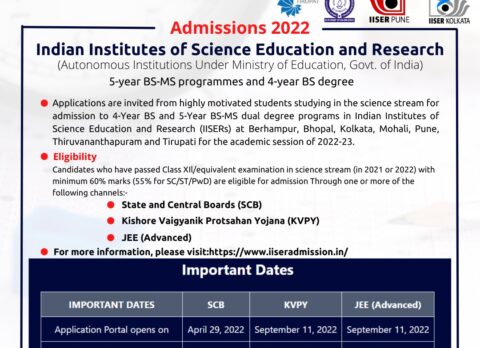 TIRUPATI
IISER PUNE
IISER KOLKATA
Admissions 2022
Indian Institutes of Science Education and Research
(Autonomous Institutions Under Ministry of Education, Govt. of India)
5-year BS-MS programmes and 4-year BS degree
Applications are invited from highly motivated students studying in the science stream for
admission to 4-Year BS and 5-Year BS-MS dual degree programs in Indian Institutes of
Science Education and Research (IISERs) at Berhampur, Bhopal, Kolkata, Mohali, Pune,
Thiruvananthapuram and Tirupati for the academic session of 2022-23.
Eligibility
Candidates who have passed Class XII/equivalent examination in science stream (in 2021 or 2022) with
minimum 60% marks (55% for SC/ST/PwD) are eligible for admission Through one or more of the
following channels:-
State and Central Boards (SCB)
Kishore Vaigyanik Protsahan Yojana (KVPY)
JEE (Advanced)
For more information, please visit:https://www.iiseradmission.in/
Important Dates
IMPORTANT DATES SCB KVPY JEE (Advanced)
Application Portal opens on April 29, 2022 September 11, 2022 September 11, 2022